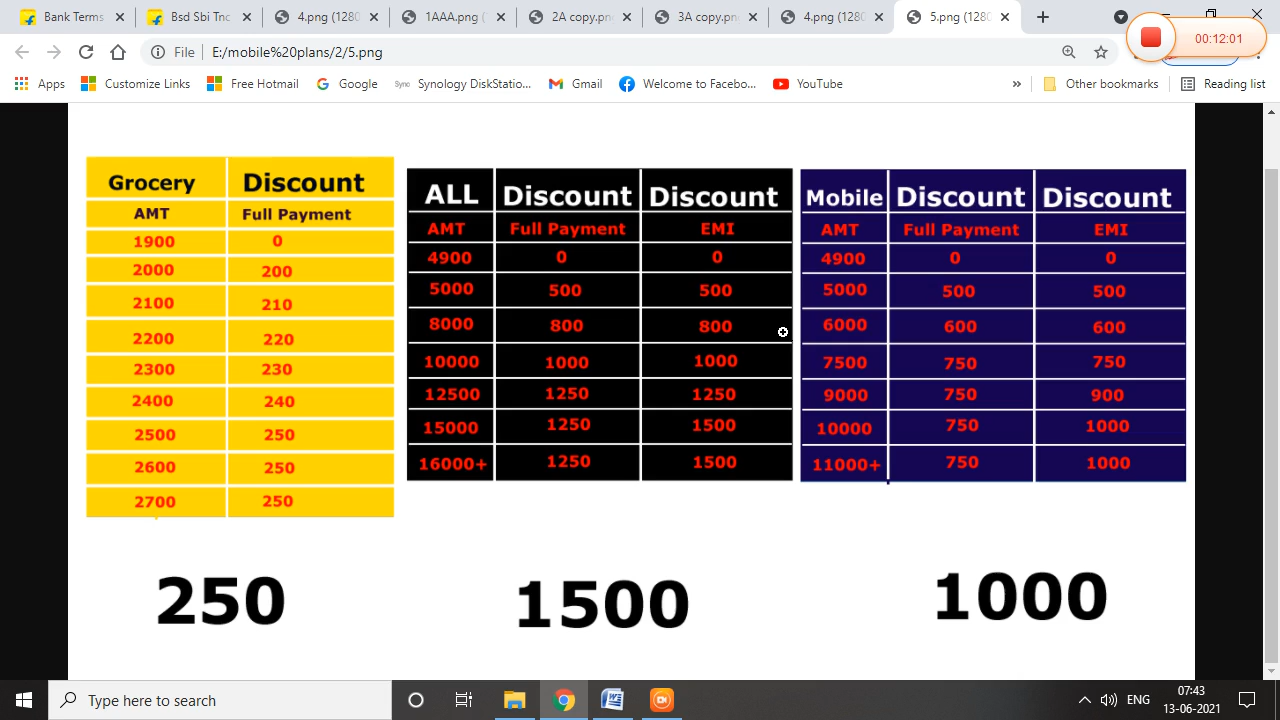 Bank Terms
Bsd Sbi Tnc
4.png (1280
1AAA.png (
2A copy.pn
3A copy.pn
4.png (1280
5.png (1280
00:12:01
File E:/mobile%20plans/2/5.png
Apps Customize Links Free Hotmail Google Sync Synology DiskStatio... Gmail Welcome to Facebo... YouTube » Other bookmarks Reading list
Grocery Discount
AMT Full Payment
1900 0
2000 200
2100 210
2200 220
2300 230
2400 240
2500 250
2600 250
2700 250
250
ALL Discount Discount
AMT Full Payment EMI
4900 0 0
5000 500 500
8000 800 800
10000 1000 1000
12500 1250 1250
15000 1250 1500
16000+ 1250 1500
1500
Mobile Discount Discount
AMT Full Payment EMI
4900 0 0
5000 500 500
6000 600 600
7500 750 750
9000 750 900
10000 750 1000
11000+ 750 1000
1000
Type here to search
ENG
07:43
13-06-2021